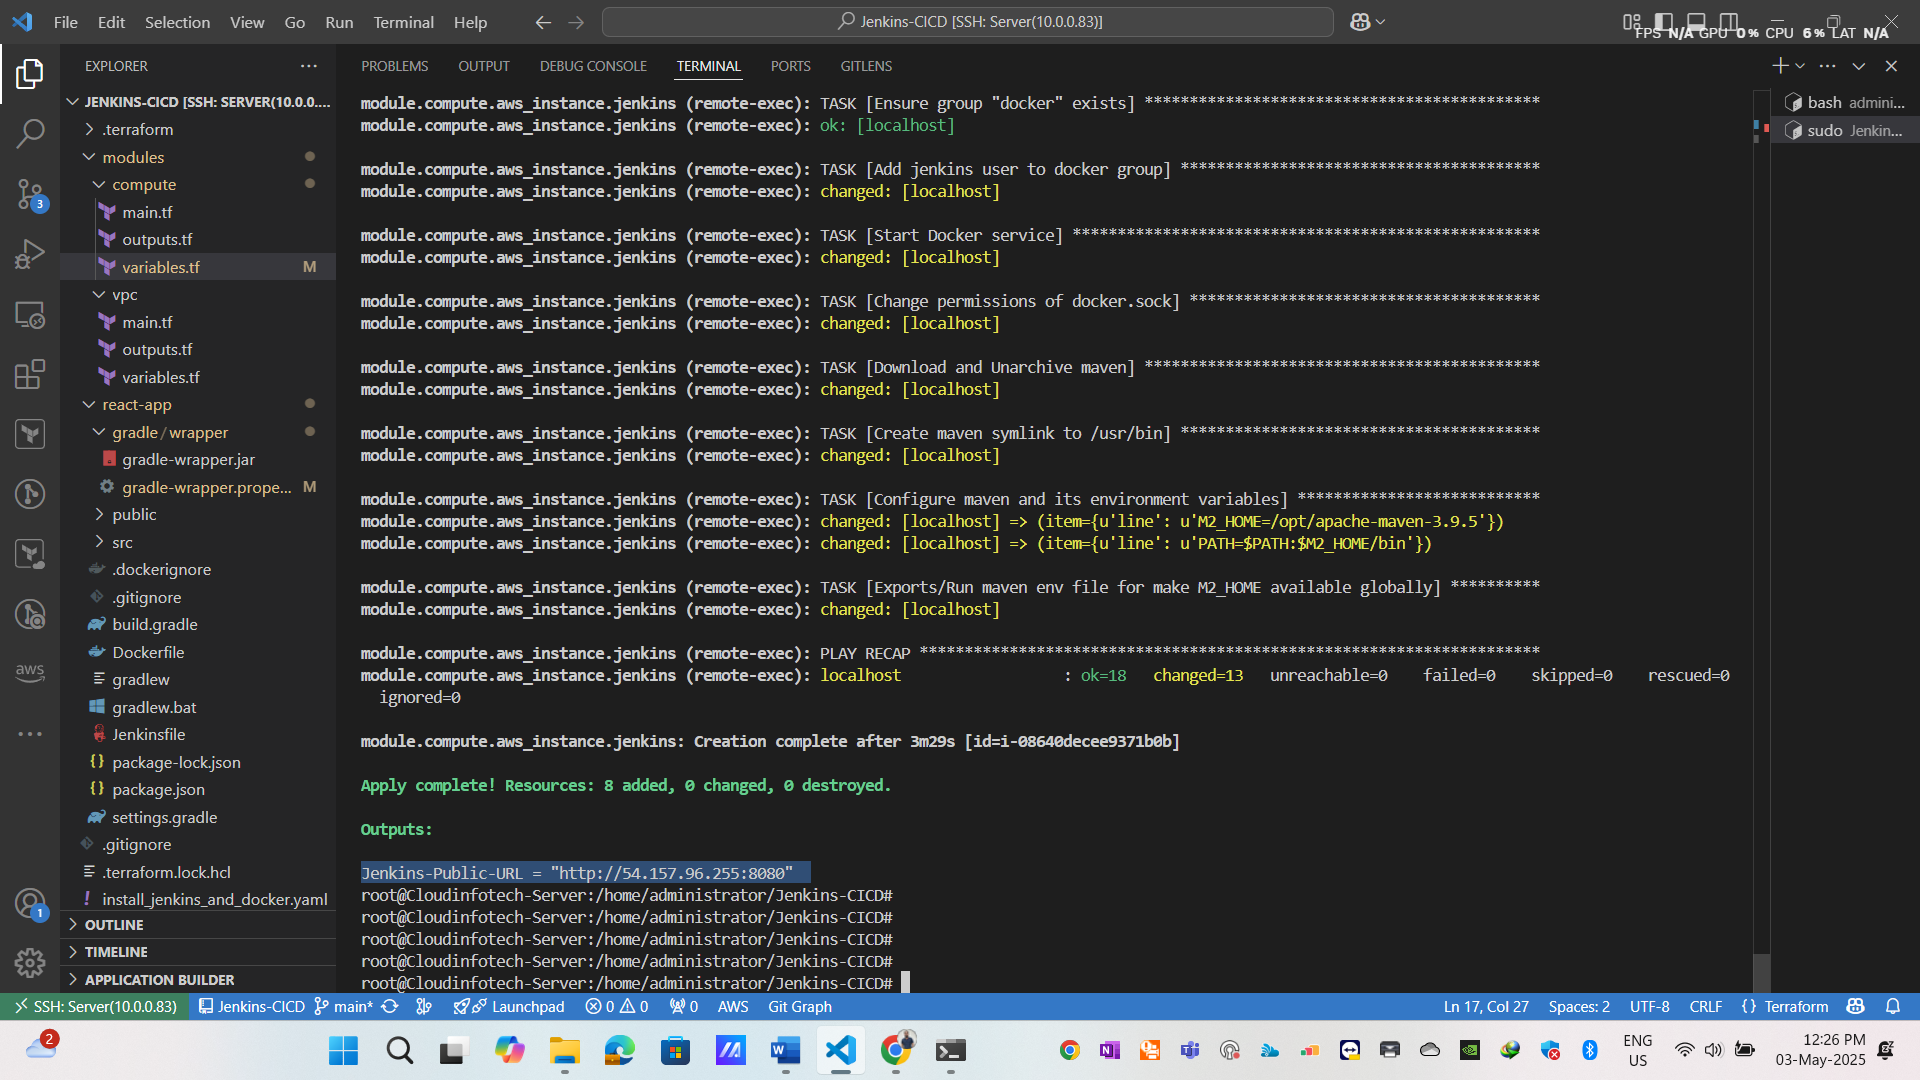 File Edit Selection View Go Run Terminal Help
Jenkins-CICD [SSH: Server(10.0.0.83)]
FPS N/A GPU 0% CPU 6% LAT N/A
EXPLORER
PROBLEMS OUTPUT DEBUG CONSOLE TERMINAL PORTS GITLENS
JENKINS-CICD [SSH: SERVER(10.0.0....
.terraform
modules
compute
main.tf
outputs.tf
variables.tf M
vpc
main.tf
outputs.tf
variables.tf
react-app
gradle/wrapper
gradle-wrapper.jar
gradle-wrapper.prope... M
public
src
.dockerignore
.gitignore
build.gradle
Dockerfile
gradlew
gradlew.bat
Jenkinsfile
package-lock.json
package.json
settings.gradle
.gitignore
.terraform.lock.hcl
install_jenkins_and_docker.yaml
OUTLINE
TIMELINE
APPLICATION BUILDER
3
aws
1
module.compute.aws_instance.jenkins (remote-exec): TASK [Ensure group "docker" exists] ********************************************
module.compute.aws_instance.jenkins (remote-exec): ok: [localhost]
module.compute.aws_instance.jenkins (remote-exec): TASK [Add jenkins user to docker group] ****************************************
module.compute.aws_instance.jenkins (remote-exec): changed: [localhost]
module.compute.aws_instance.jenkins (remote-exec): TASK [Start Docker service] ****************************************************
module.compute.aws_instance.jenkins (remote-exec): changed: [localhost]
module.compute.aws_instance.jenkins (remote-exec): TASK [Change permissions of docker.sock] ***************************************
module.compute.aws_instance.jenkins (remote-exec): changed: [localhost]
module.compute.aws_instance.jenkins (remote-exec): TASK [Download and Unarchive maven] ********************************************
module.compute.aws_instance.jenkins (remote-exec): changed: [localhost]
module.compute.aws_instance.jenkins (remote-exec): TASK [Create maven symlink to /usr/bin] ****************************************
module.compute.aws_instance.jenkins (remote-exec): changed: [localhost]
module.compute.aws_instance.jenkins (remote-exec): TASK [Configure maven and its environment variables] ***************************
module.compute.aws_instance.jenkins (remote-exec): changed: [localhost] => (item={u'line': u'M2_HOME=/opt/apache-maven-3.9.5'})
module.compute.aws_instance.jenkins (remote-exec): changed: [localhost] => (item={u'line': u'PATH=$PATH:$M2_HOME/bin'})
module.compute.aws_instance.jenkins (remote-exec): TASK [Exports/Run maven env file for make M2_HOME available globally] **********
module.compute.aws_instance.jenkins (remote-exec): changed: [localhost]
module.compute.aws_instance.jenkins (remote-exec): PLAY RECAP *********************************************************************
module.compute.aws_instance.jenkins (remote-exec): localhost : ok=18 changed=13 unreachable=0 failed=0 skipped=0 rescued=0
ignored=0
module.compute.aws_instance.jenkins: Creation complete after 3m29s [id=i-08640decee9371b0b]
Apply complete! Resources: 8 added, 0 changed, 0 destroyed.
Outputs:
Jenkins-Public-URL = "http://54.157.96.255:8080"
root@Cloudinfotech-Server:/home/administrator/Jenkins-CICD#
root@Cloudinfotech-Server:/home/administrator/Jenkins-CICD#
root@Cloudinfotech-Server:/home/administrator/Jenkins-CICD#
root@Cloudinfotech-Server:/home/administrator/Jenkins-CICD#
root@Cloudinfotech-Server:/home/administrator/Jenkins-CICD#
bash admini...
sudo Jenkin...
SSH: Server(10.0.0.83) Jenkins-CICD main* Launchpad 0 0 0 AWS Git Graph Ln 17, Col 27 Spaces: 2 UTF-8 CRLF {} Terraform
2
ENG
US
12:26 PM
03-May-2025